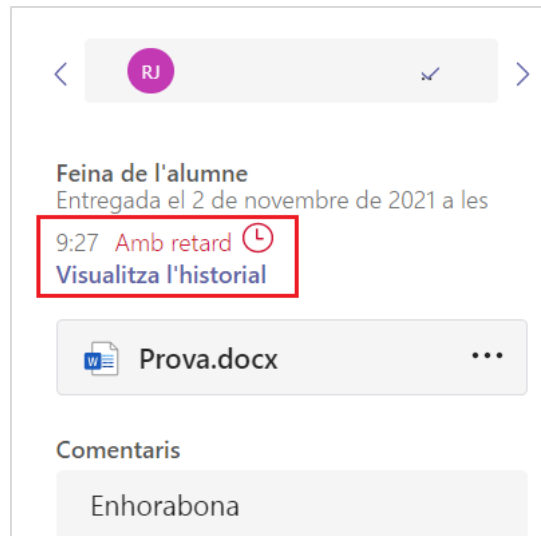 RJ
Feina de l'alumne
Entregada el 2 de novembre de 2021 a les
9:27 Amb retard
Visualitza l'historial
W
Prova.docx
Comentaris
Enhorabona